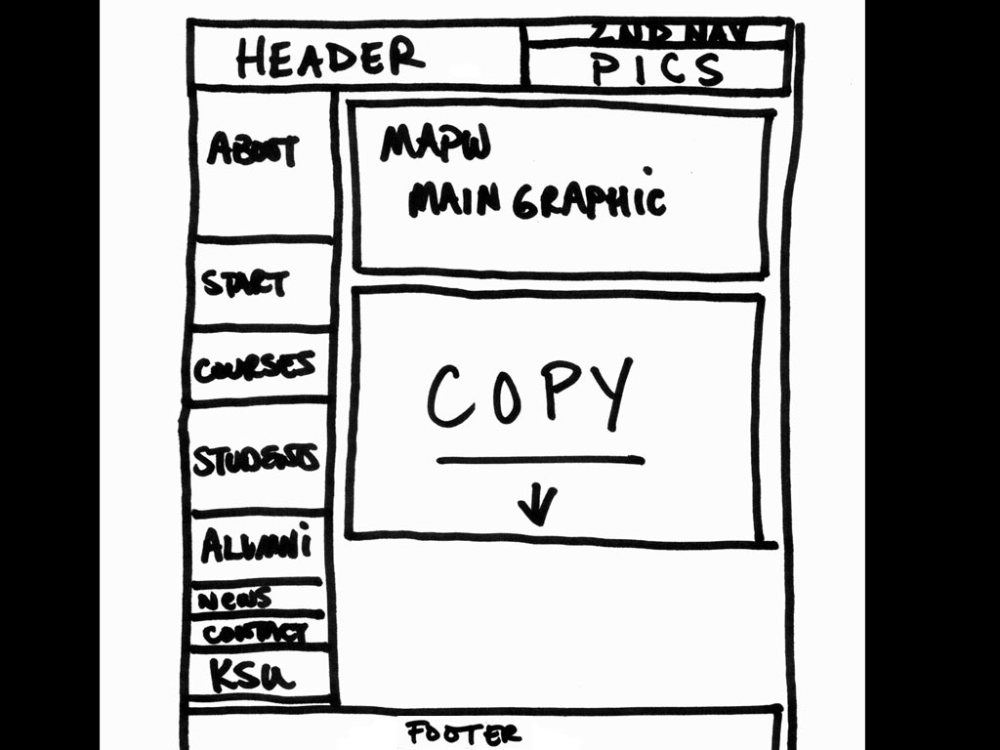 HEADER
2ND NAV
PICS
ABOUT
START
COURSES
STUDENTS
ALUMNi
NEWS
CONTACT
KSU
MAPW
MAIN GRAPHiC
COPY
FOOTER